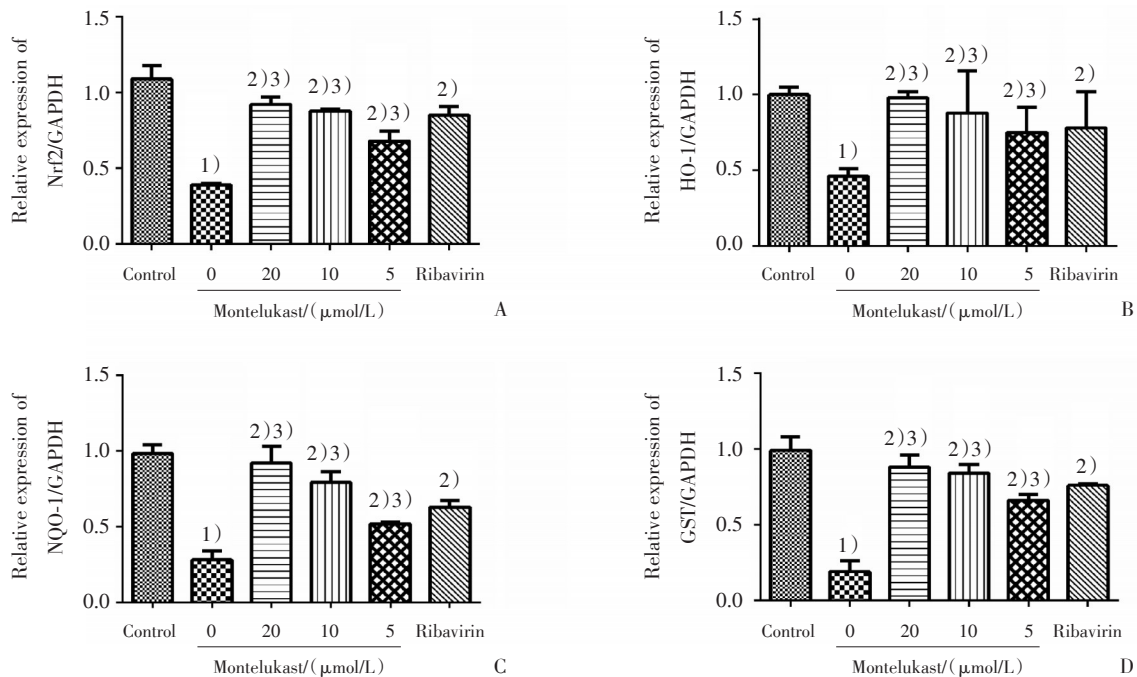 Relative expression of
Nrf2/GAPDH
1.5
1.0
0.5
0.0
1)
2)3)
2)3)
2)3)
2)
Control
0
20
10
5
Ribavirin
Montelukast/(μmol/L)
A
Relative expression of
HO-1/GAPDH
1.5
1.0
0.5
0.0
1)
2)3)
2)3)
2)3)
2)
Control
0
20
10
5
Ribavirin
Montelukast/(μmol/L)
B
Relative expression of
NQO-1/GAPDH
1.5
1.0
0.5
0.0
1)
2)3)
2)3)
2)3)
2)
Control
0
20
10
5
Ribavirin
Montelukast/(μmol/L)
C
Relative expression of
GST/GAPDH
1.5
1.0
0.5
0.0
1)
2)3)
2)3)
2)3)
2)
Control
0
20
10
5
Ribavirin
Montelukast/(μmol/L)
D